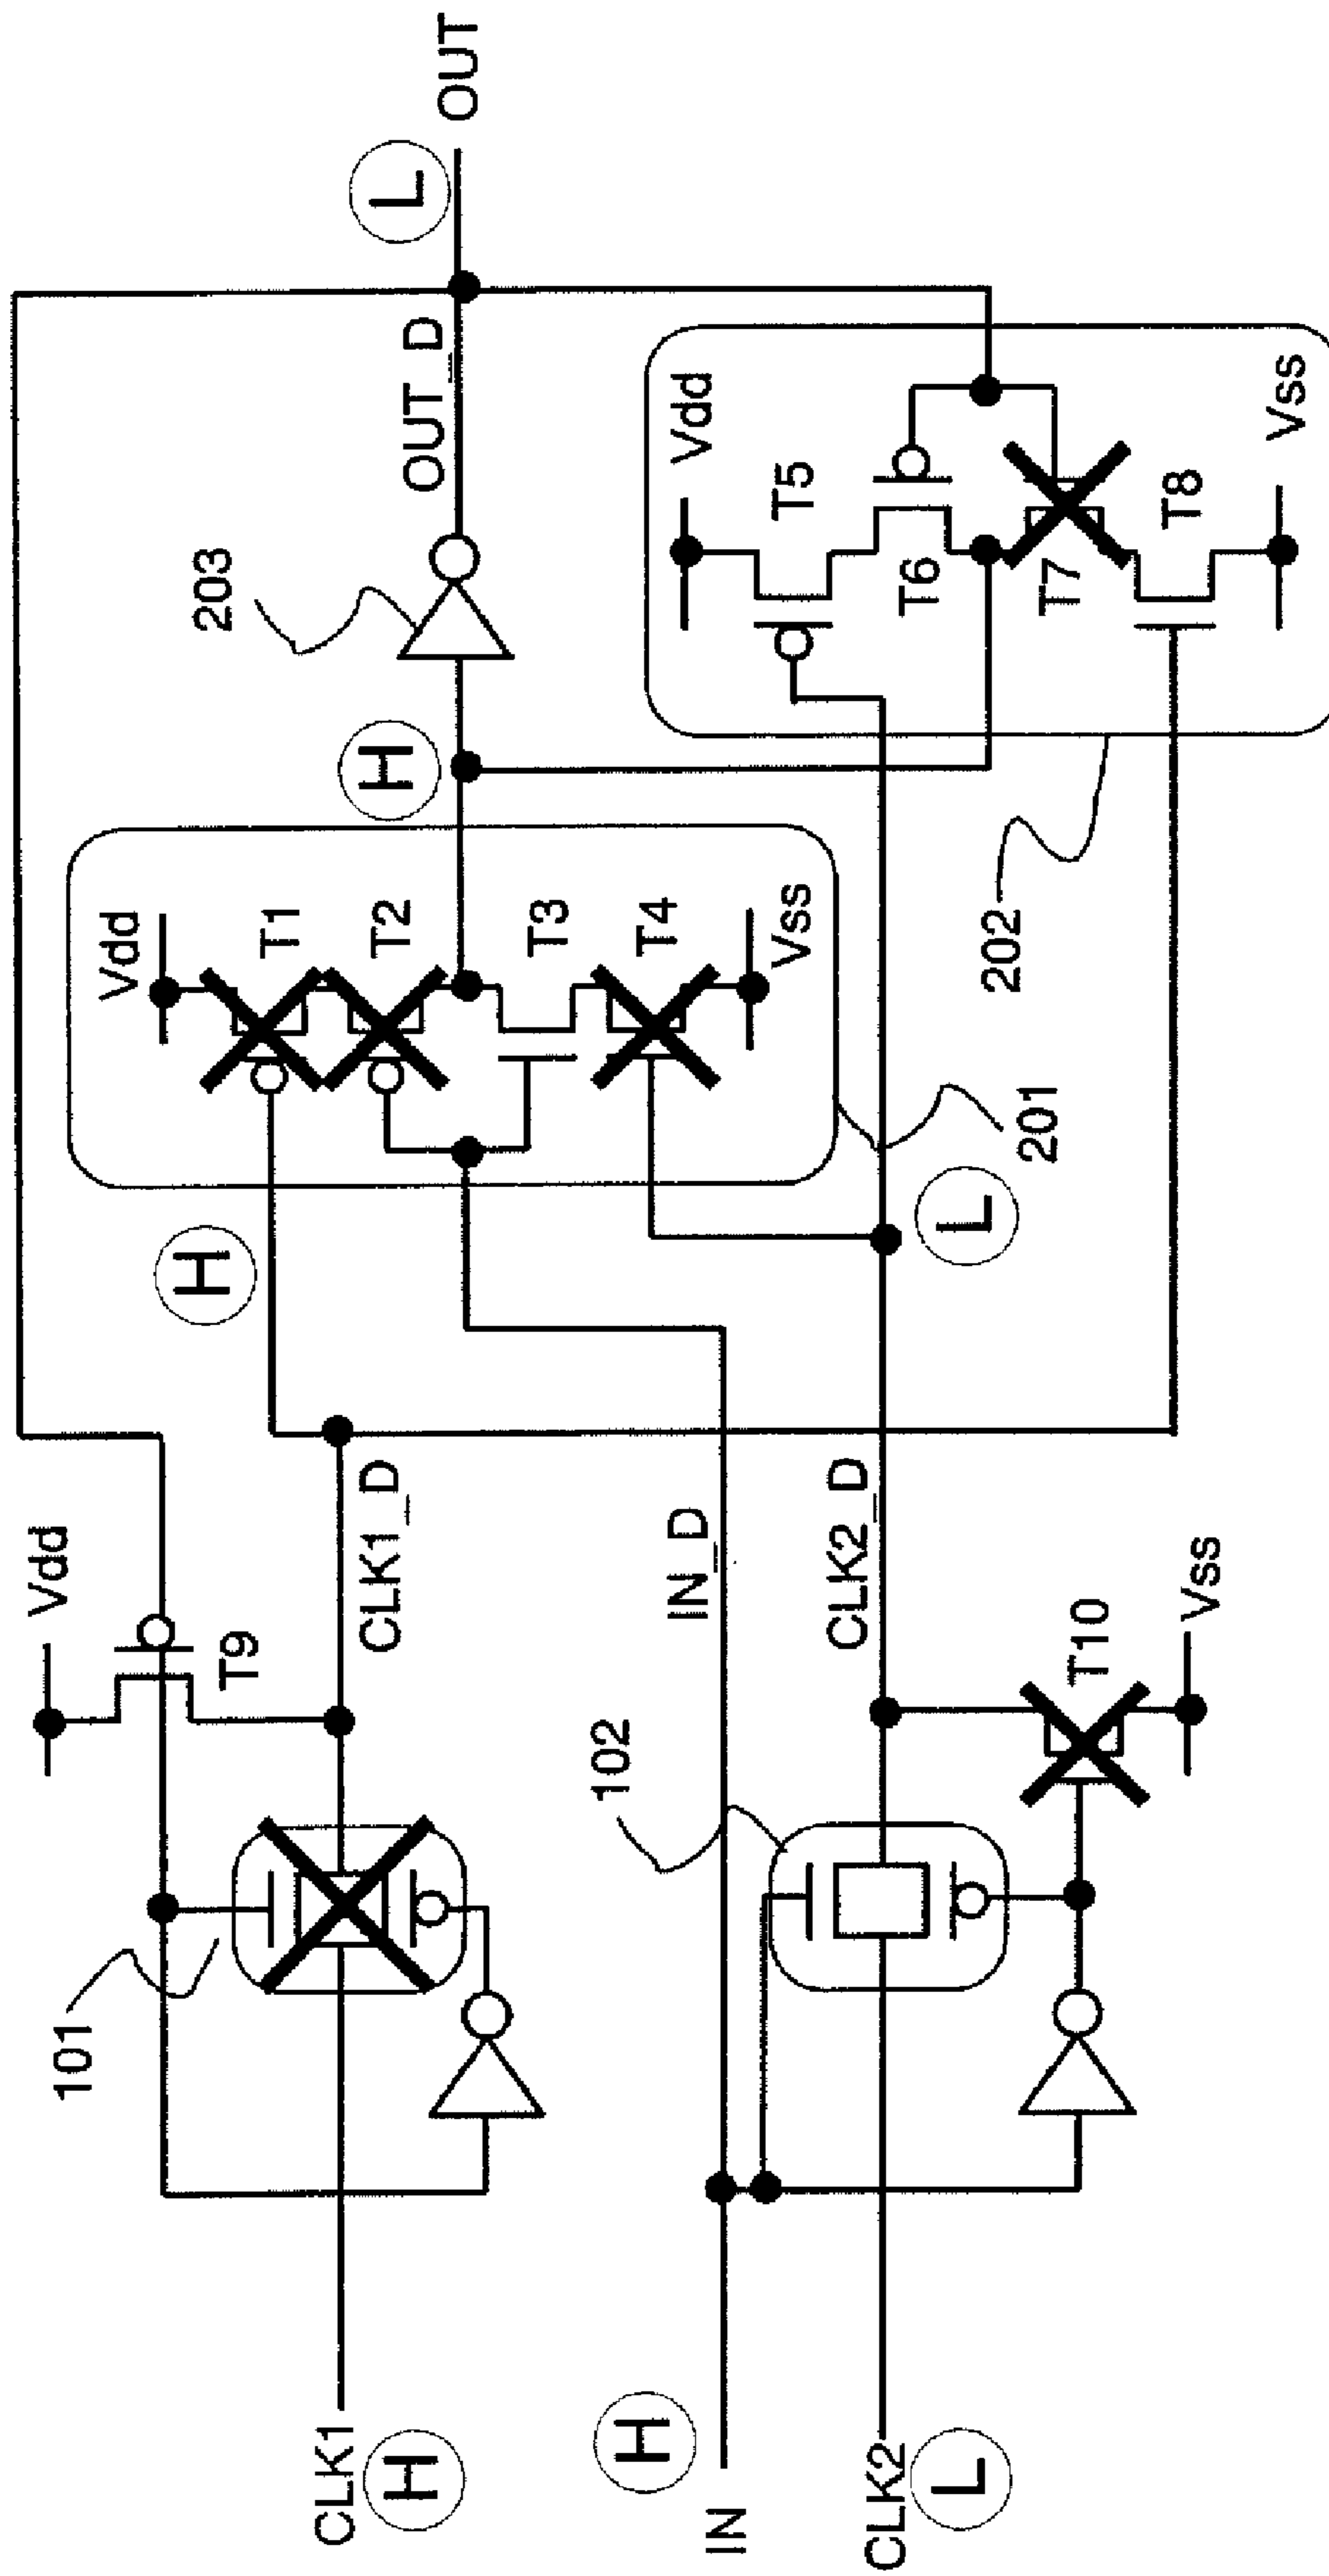 Vdd
T9
101
CLK1
H
CLK1_D
H
Vdd
T1
T2
T3
T4
Vss
201
H
203
OUT_D
L
OUT
H
IN
IN_D
102
CLK2
L
CLK2_D
L
T10
Vss
Vdd
T5
T6
T7
T8
Vss
202